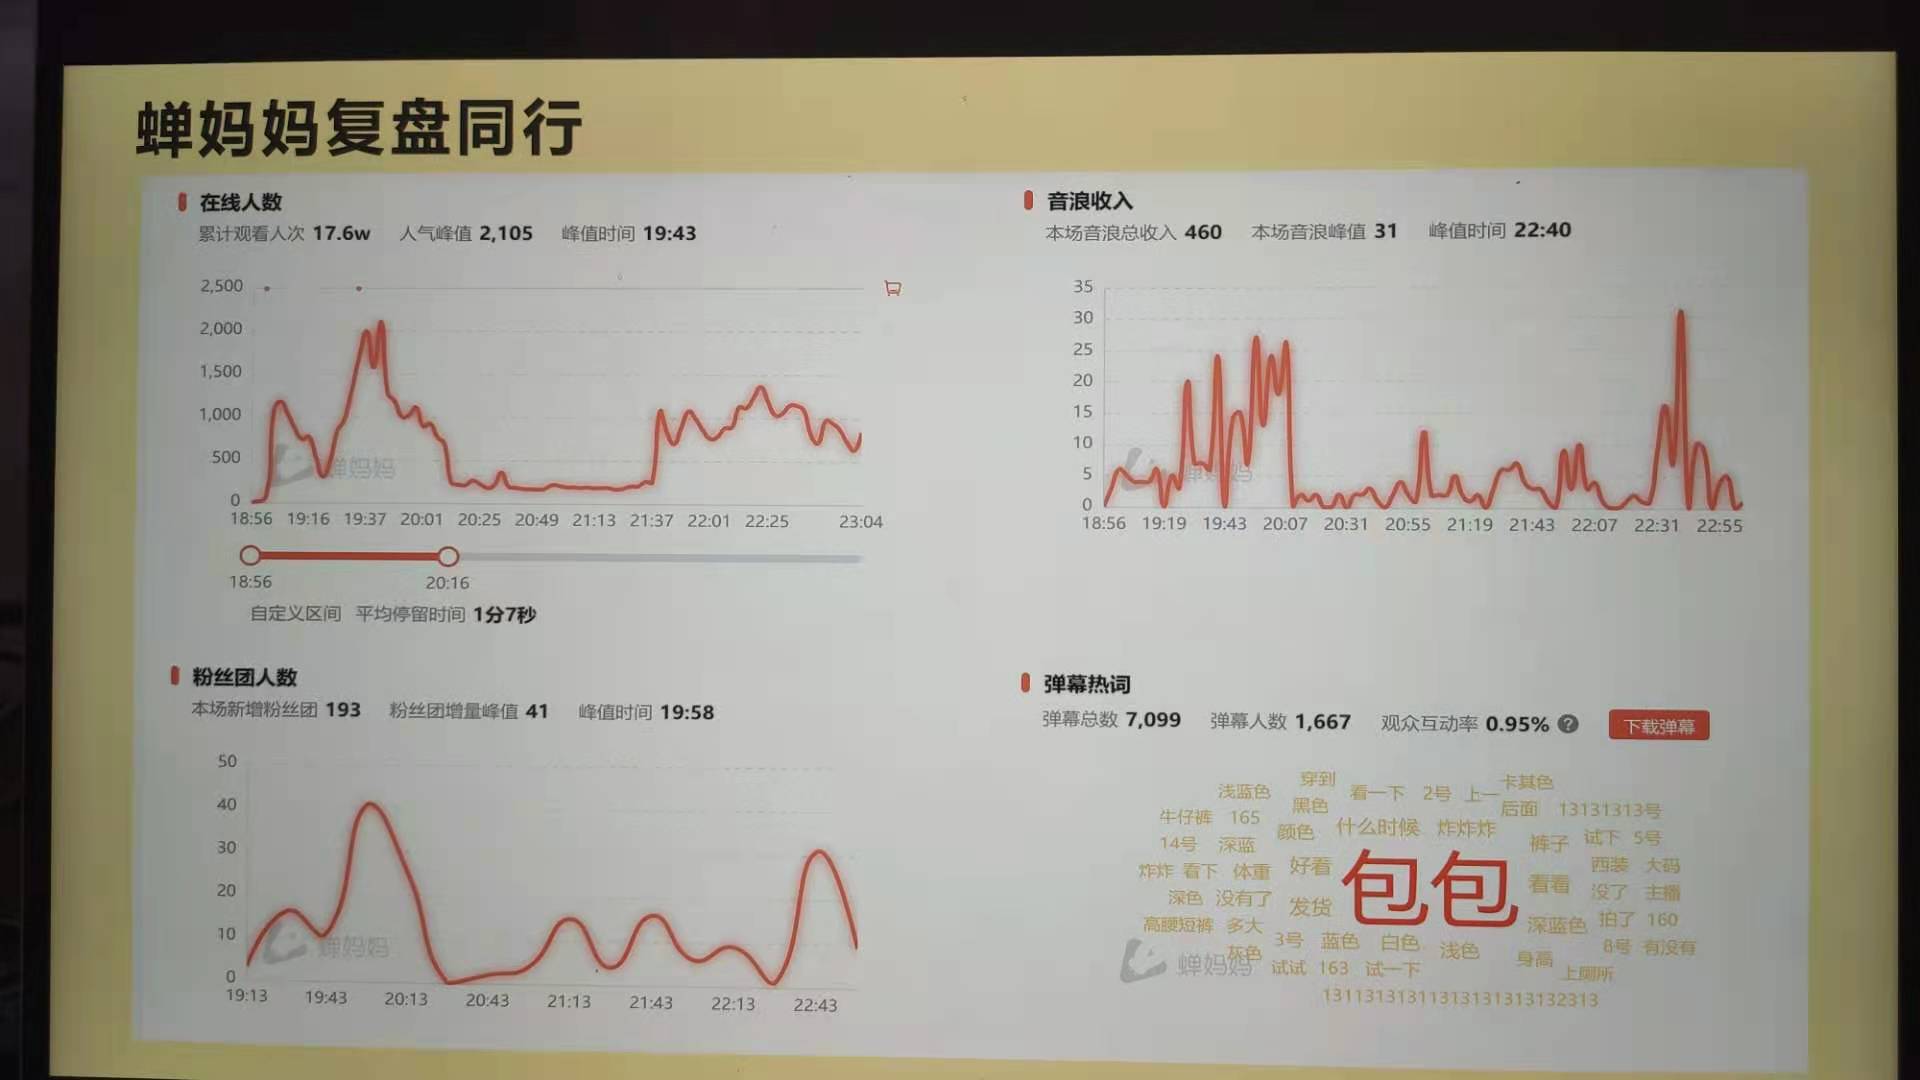 蝉妈妈复盘同行
在线人数
累计观看人次 17.6w 人气峰值 2,105 峰值时间 19:43
2,500
2,000
1,500
1,000
500
0
18:56 19:16 19:37 20:01 20:25 20:49 21:13 21:37 22:01 22:25 23:04
蝉妈妈
18:56 20:16
自定义区间 平均停留时间 1分7秒
音浪收入
本场音浪总收入 460 本场音浪峰值 31 峰值时间 22:40
35
30
25
20
15
10
5
0
18:56 19:19 19:43 20:07 20:31 20:55 21:19 21:43 22:07 22:31 22:55
蝉妈妈
粉丝团人数
本场新增粉丝团 193 粉丝团增量峰值 41 峰值时间 19:58
50
40
30
20
10
0
19:13 19:43 20:13 20:43 21:13 21:43 22:13 22:43
蝉妈妈
弹幕热词
弹幕总数 7,099 弹幕人数 1,667 观众互动率 0.95% ? 下载弹幕
穿到 卡其色
浅蓝色 看一下 2号 上一
黑色 后面 13131313号
牛仔裤 165 颜色 什么时候 炸炸炸
14号 深蓝 裤子 试下 5号
炸炸 看下 体重 好看 西装 大码
包包
看看 没了 主播
深色 没有了 发货
高腰短裤 多大 深蓝色 拍了 160
3号 蓝色 白色 浅色 8号 有没有
灰色 身高
蝉妈妈 试试 163 试一下 上厕所
1311313131131313131313132313